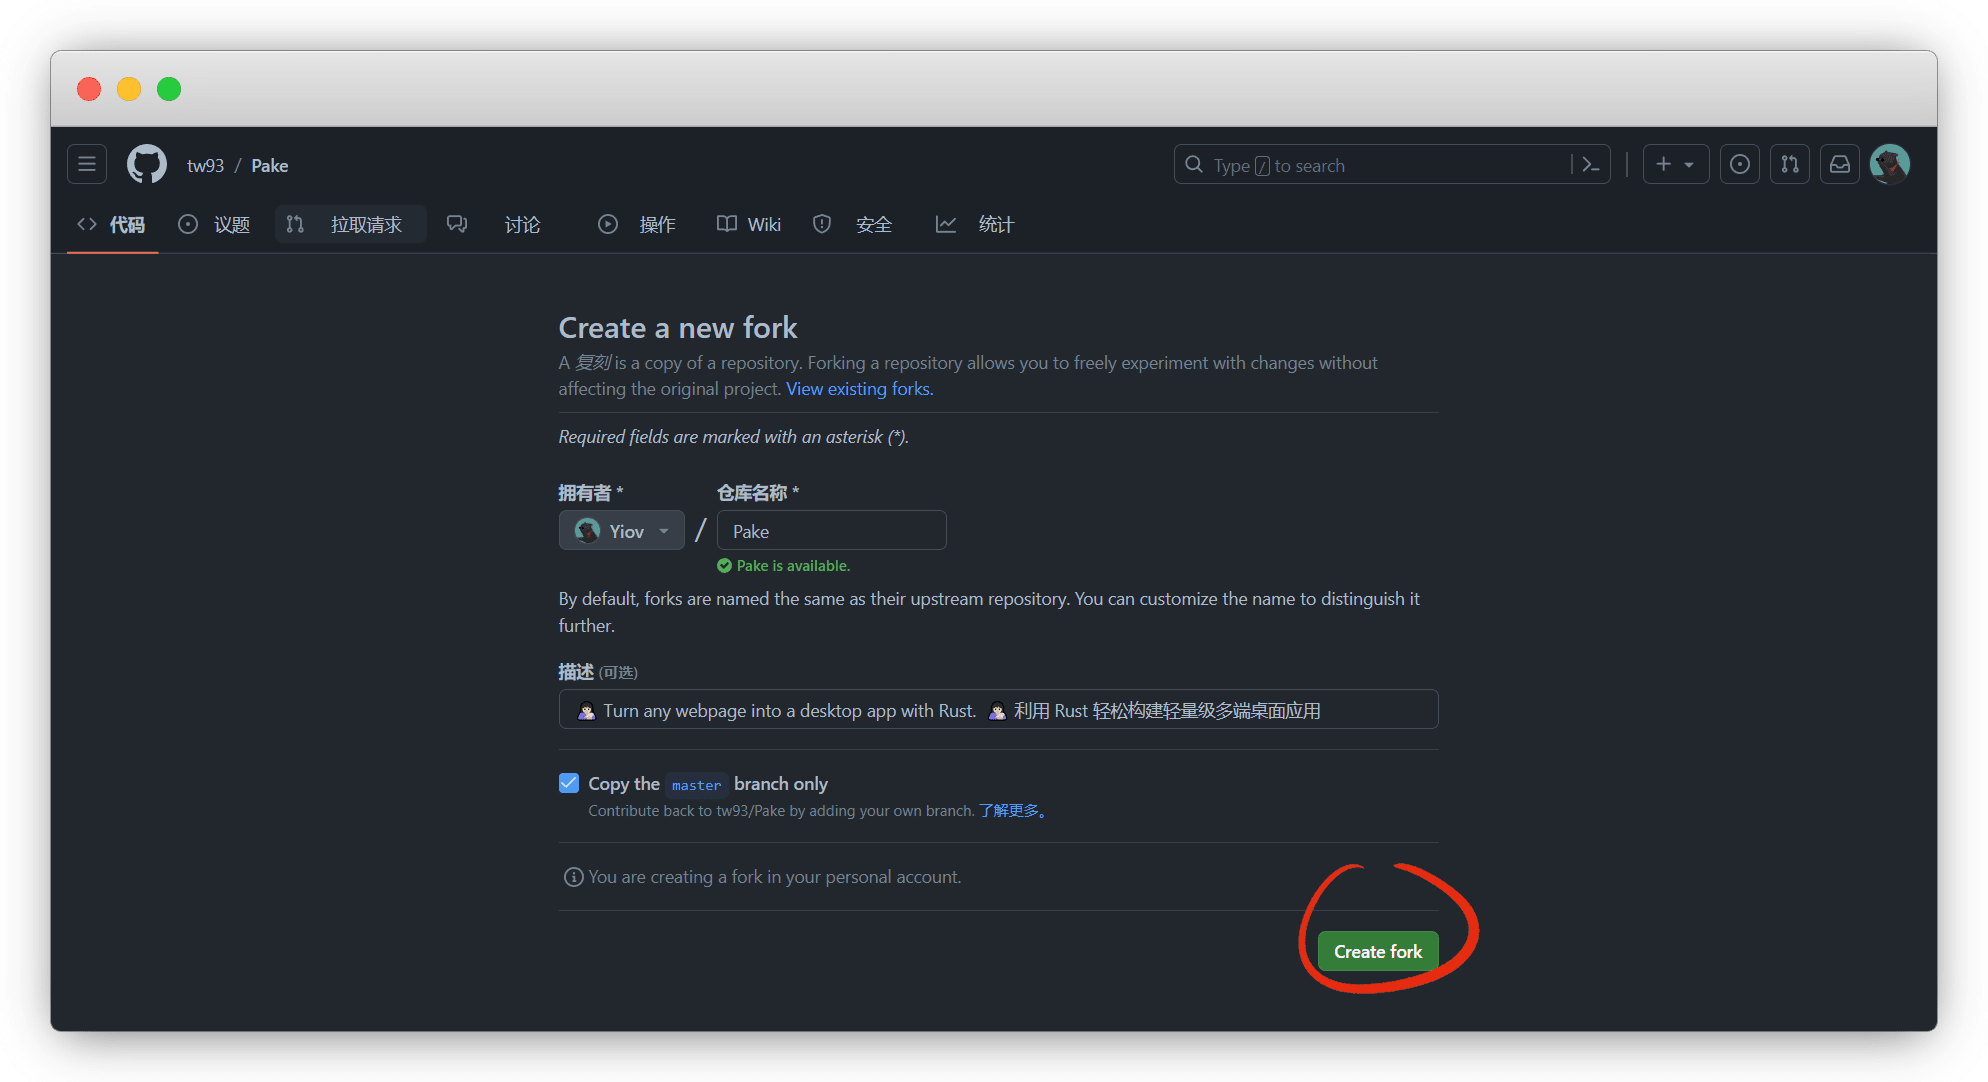 tw93 / Pake
Type / to search
代码 议题 拉取请求 讨论 操作 Wiki 安全 统计
Create a new fork
A 复刻 is a copy of a repository. Forking a repository allows you to freely experiment with changes without
affecting the original project. View existing forks.
Required fields are marked with an asterisk (*).
拥有者 * 仓库名称 *
Yiov / Pake
Pake is available.
By default, forks are named the same as their upstream repository. You can customize the name to distinguish it
further.
描述 (可选)
Turn any webpage into a desktop app with Rust. 利用 Rust 轻松构建轻量级多端桌面应用
Copy the master branch only
Contribute back to tw93/Pake by adding your own branch. 了解更多。
You are creating a fork in your personal account.
Create fork